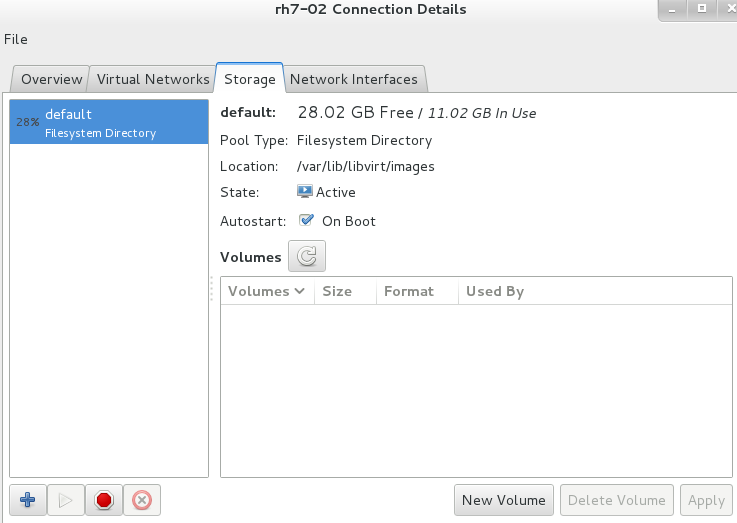 rh7-02 Connection Details
File
Overview Virtual Networks Storage Network Interfaces
28% default
Filesystem Directory
default: 28.02 GB Free / 11.02 GB In Use
Pool Type: Filesystem Directory
Location: /var/lib/libvirt/images
State: Active
Autostart: On Boot
Volumes
Volumes Size Format Used By
New Volume Delete Volume Apply